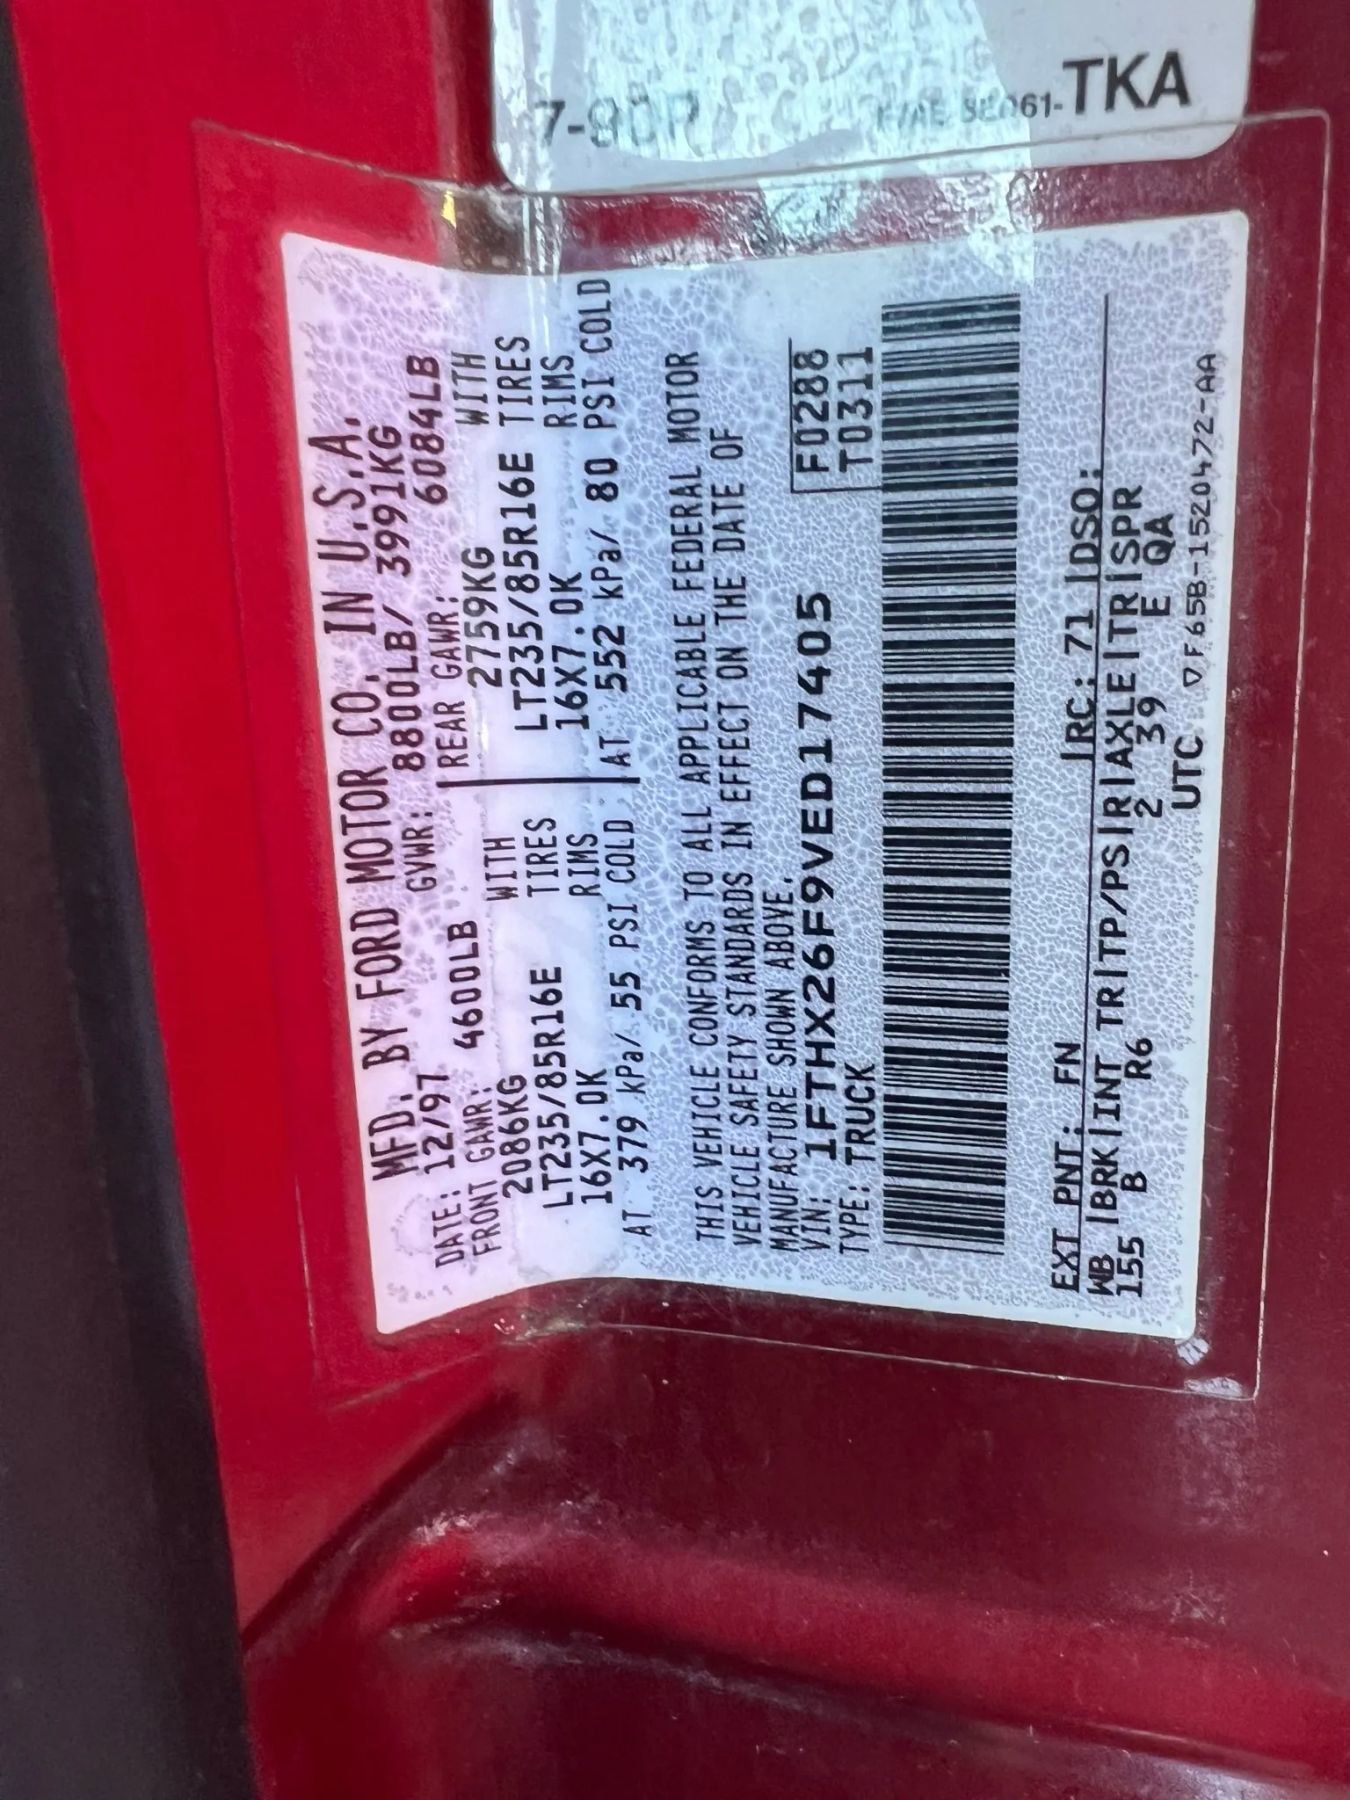 TKA
MFD. BY FORD MOTOR CO. IN U.S.A.
DATE: 12/97 GVWR: 8800LB/ 3991KG
FRONT GAWR: 4600LB REAR GAWR: 6084LB
2086KG WITH 2759KG WITH
LT235/85R16E TIRES LT235/85R16E TIRES
16X7.0K RIMS 16X7.0K RIMS
AT 379 kPa/ 55 PSI COLD AT 552 kPa/ 80 PSI COLD
THIS VEHICLE CONFORMS TO ALL APPLICABLE FEDERAL MOTOR
VEHICLE SAFETY STANDARDS IN EFFECT ON THE DATE OF
MANUFACTURE SHOWN ABOVE.
VIN: 1FTHX26F9VED17405 F0288
TYPE: TRUCK T0311
EXT PNT: FN RC: 71 DSO:
WB BRK INT TR TP/PS R AXLE TR SPR
155 B R6 2 39 E QA
UTC ▽F65B-1520472-AA